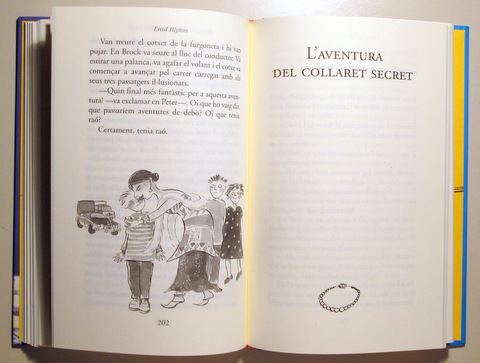 Enid Blyton
Van treure el cotxet de la furgoneta i hi van
pujar. En Brock va seure al lloc del conductor. Va
estirar una palanca, va agafar el volant i el cotxe va
començar a avançar pel carrer carregat amb els
seus tres passatgers il·lusionats.
—Quin final més fantàstic per a aquesta aven-
tura! —va exclamar en Peter—. Oi que ho vaig dir,
que passaríem aventures de debò? Oi que tenia
raó?
Certament, tenia raó.
202
L'AVENTURA
DEL COLLARET SECRET